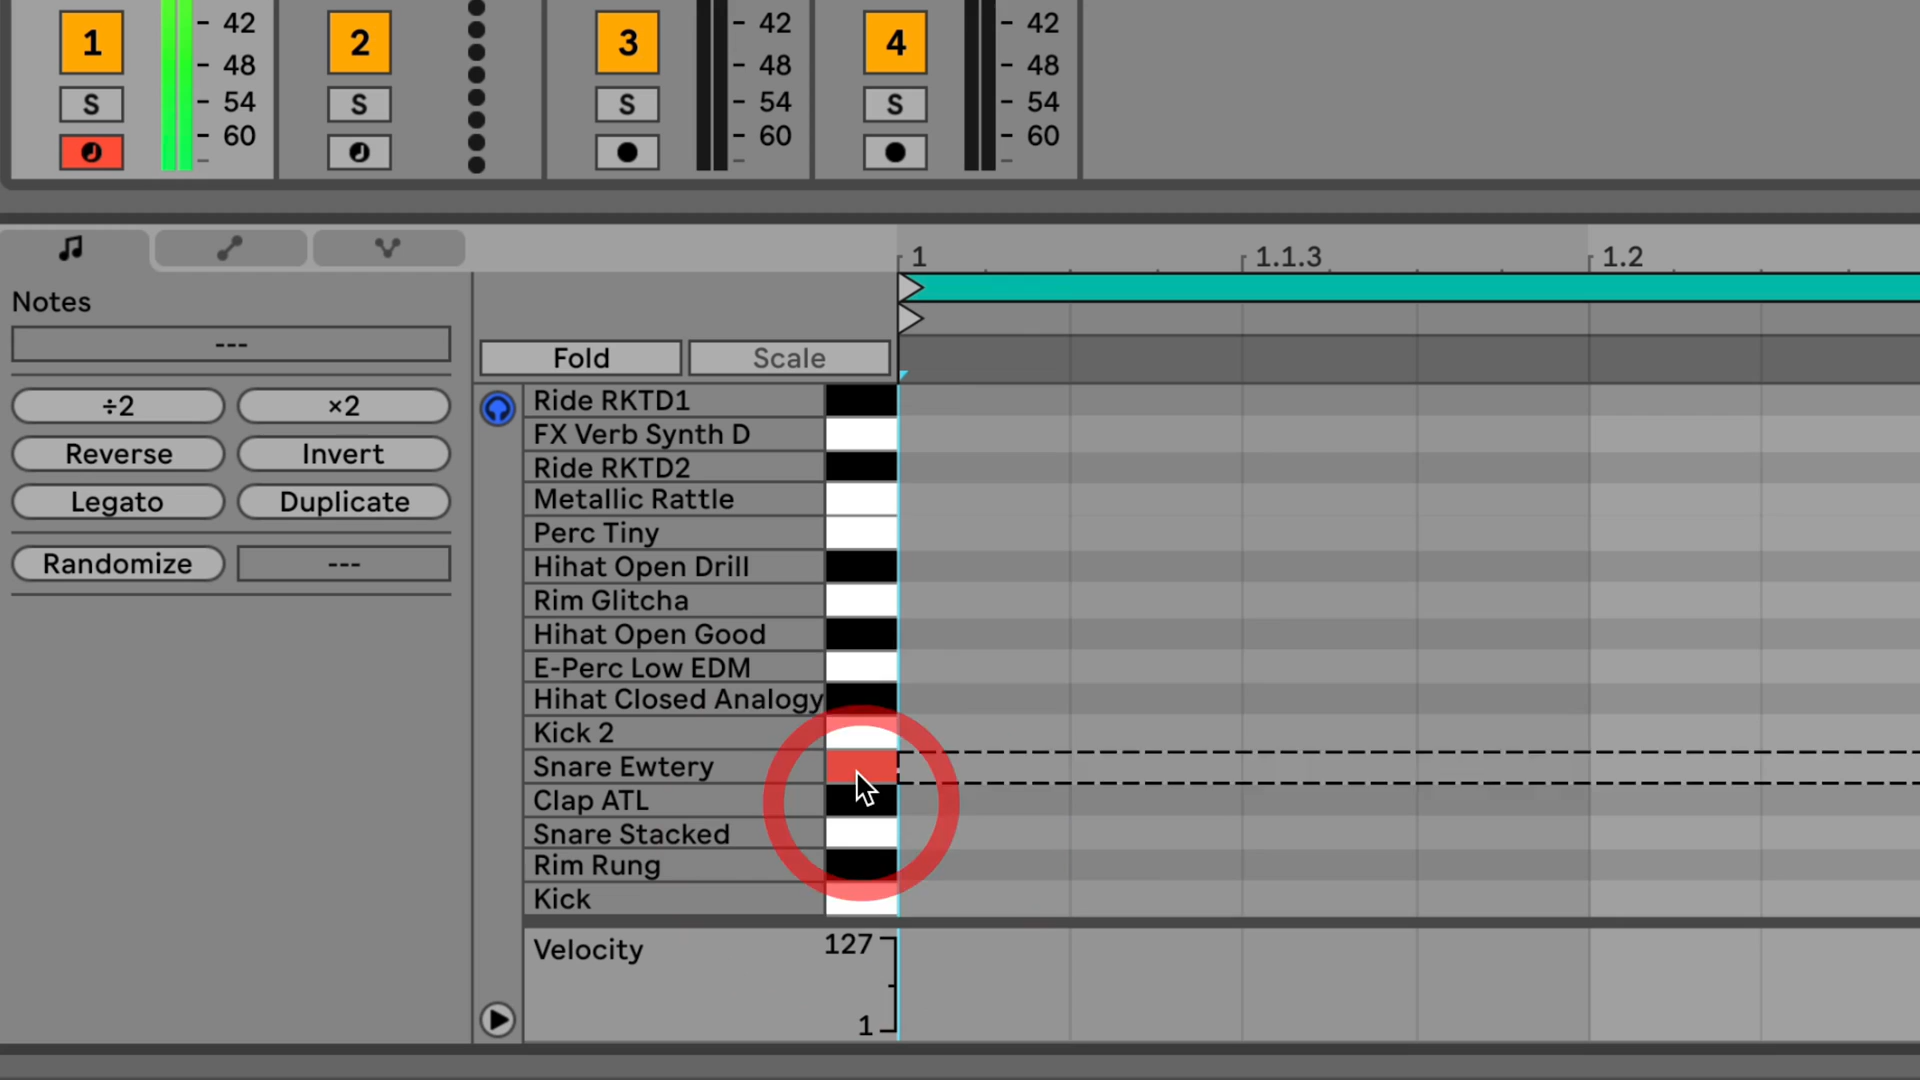 1 42 2 3 42 4 42
48 48 48
S 54 S S 54 S 54
60 60 60
1 1.1.3 1.2
Notes
---
Fold Scale
÷2 ×2
Reverse Invert
Legato Duplicate
Randomize ---
Ride RKTD1
FX Verb Synth D
Ride RKTD2
Metallic Rattle
Perc Tiny
Hihat Open Drill
Rim Glitcha
Hihat Open Good
E-Perc Low EDM
Hihat Closed Analogy
Kick 2
Snare Ewtery
Clap ATL
Snare Stacked
Rim Rung
Kick
Velocity 127
1